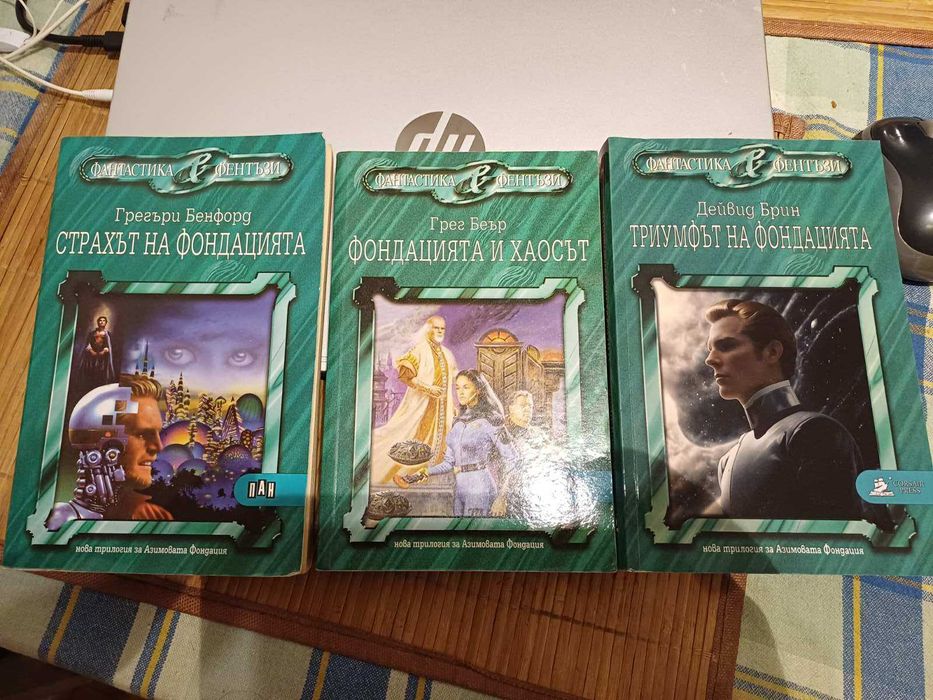 hp
ФАНТАСТИКА & ФЕНТЪЗИ
Грегъри Бенфорд
СТРАХЪТ НА ФОНДАЦИЯТА
ПАН
нова трилогия за Азимовата Фондация
ФАНТАСТИКА & ФЕНТЪЗИ
Грег Беър
ФОНДАЦИЯТА И ХАОСЪТ
нова трилогия за Азимовата Фондация
ФАНТАСТИКА & ФЕНТЪЗИ
Дейвид Брин
ТРИУМФЪТ НА ФОНДАЦИЯТА
CORSAIR
PRESS
нова трилогия за Азимовата Фондация